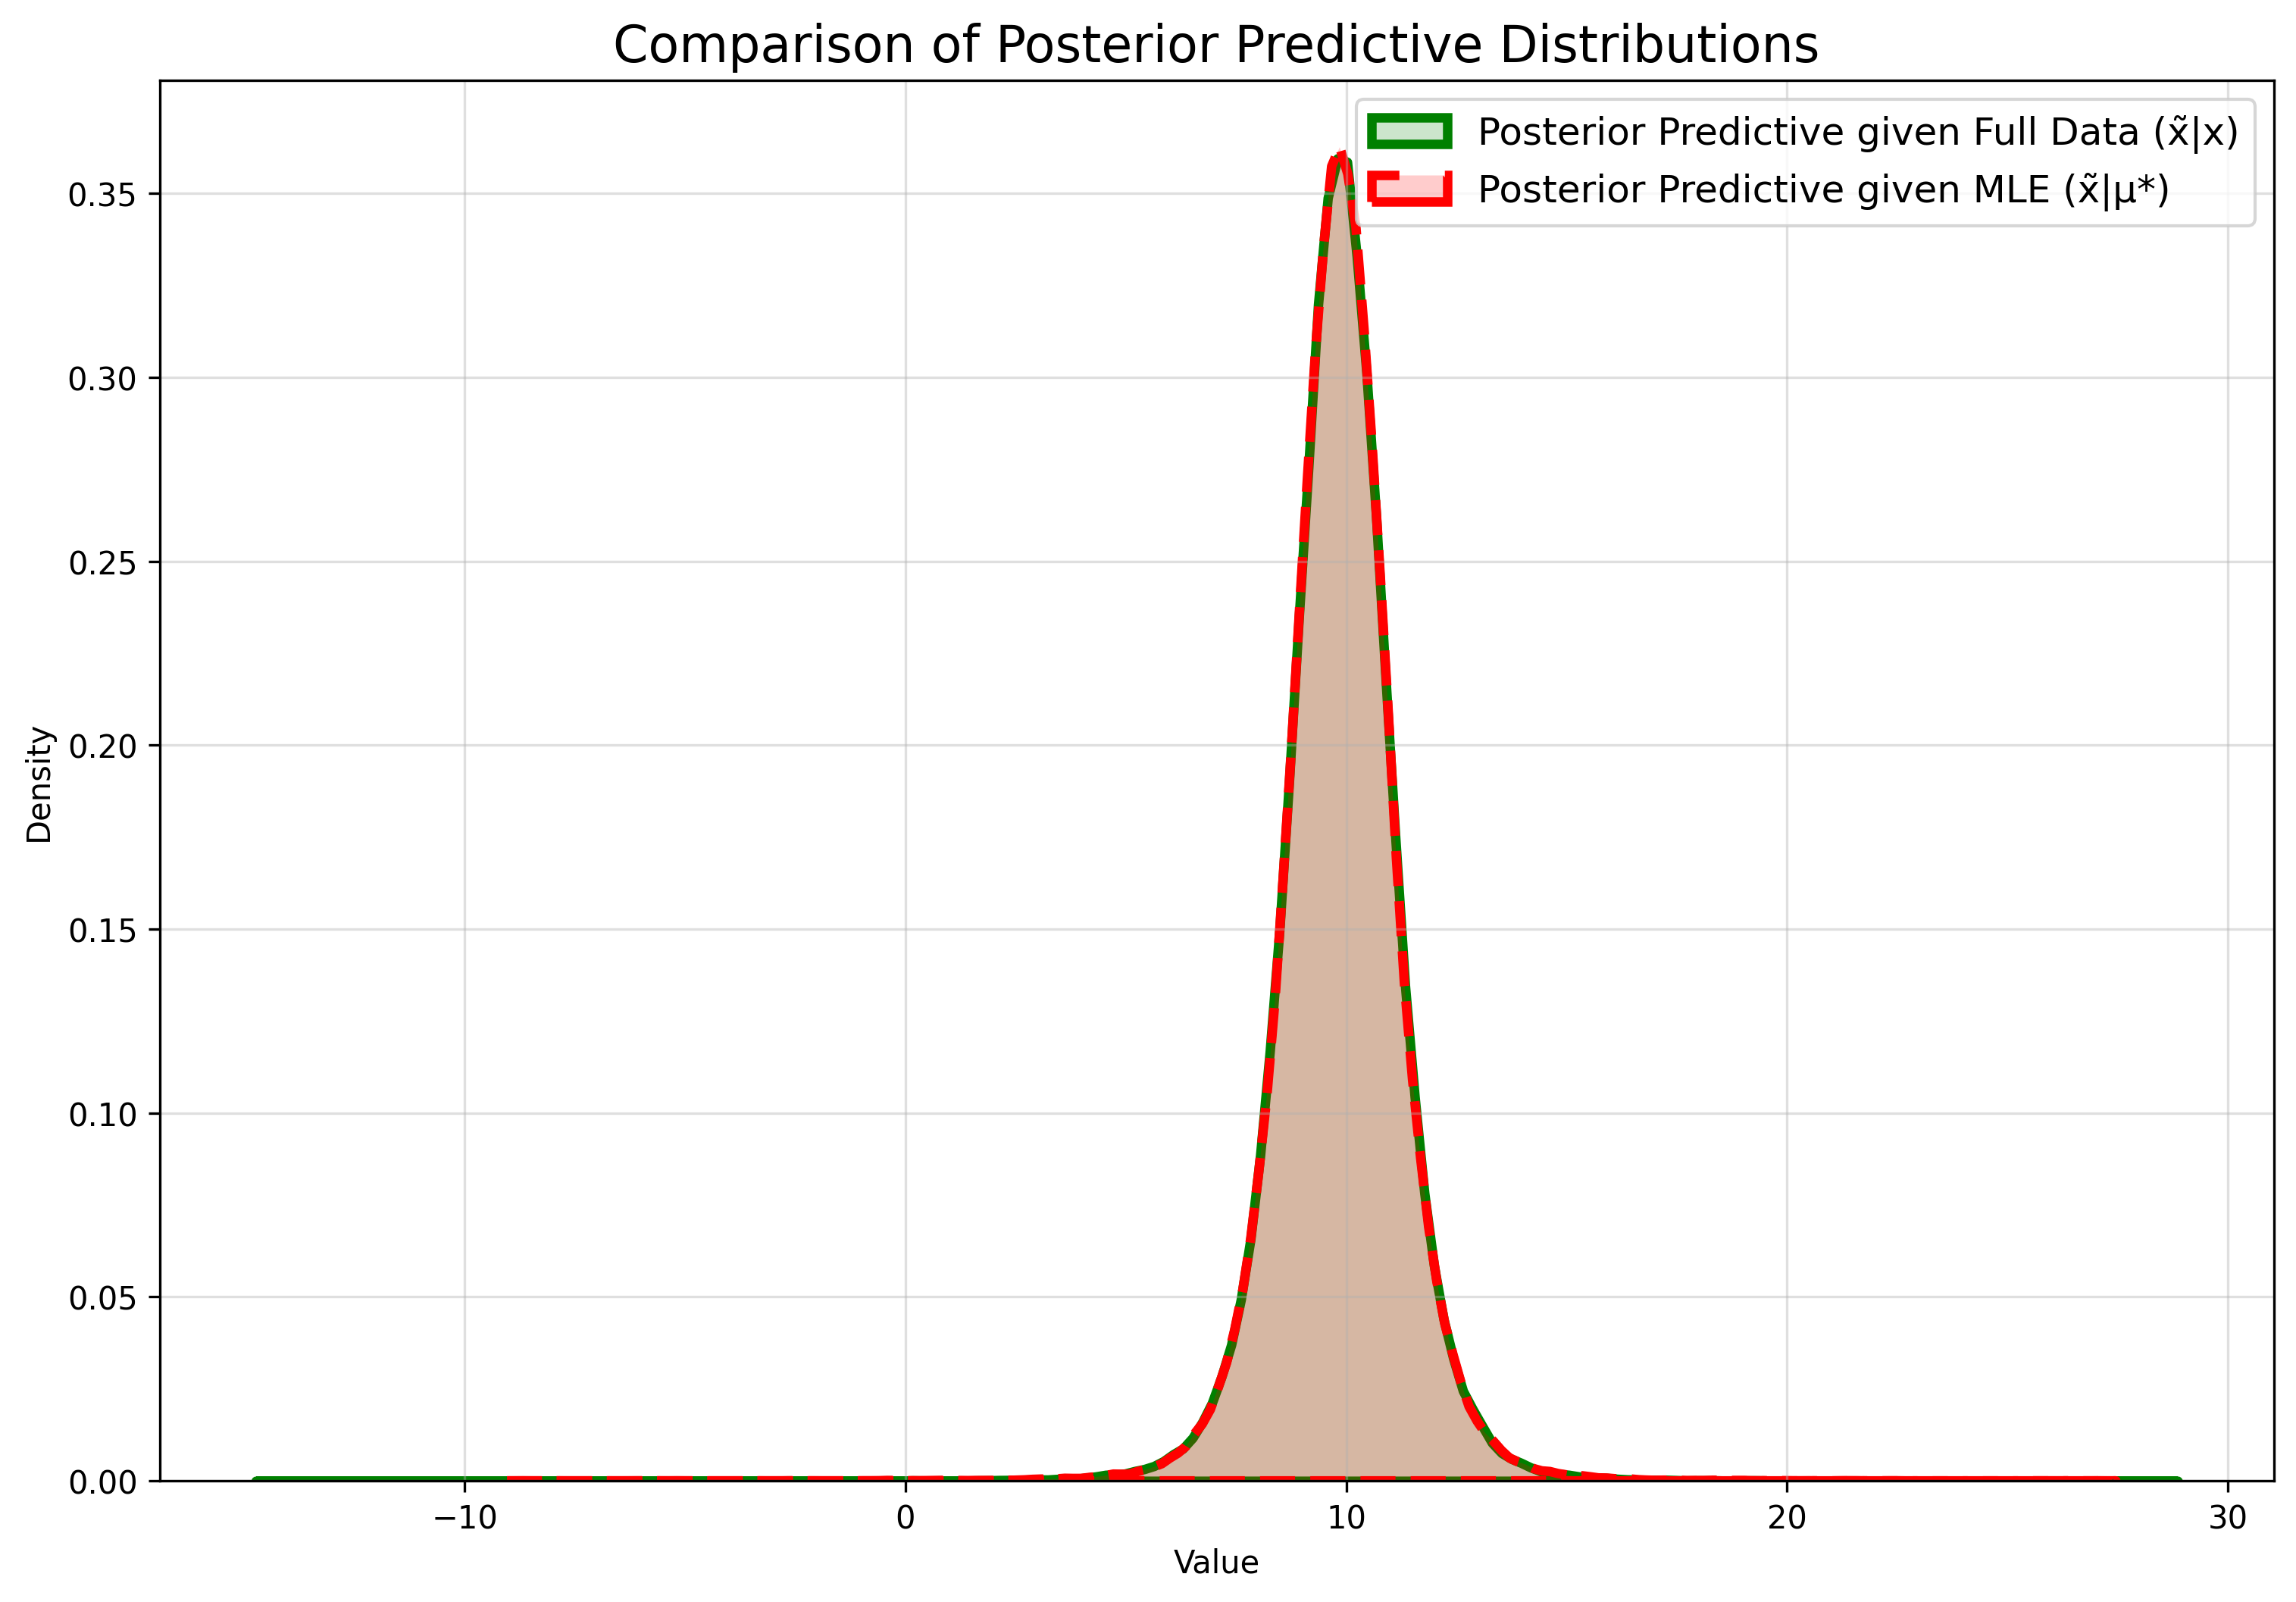 Comparison of Posterior Predictive Distributions
Posterior Predictive given Full Data (x̃|x)
Posterior Predictive given MLE (x̃|μ*)
0.35
0.30
0.25
0.20
0.15
0.10
0.05
0.00
Density
−10
0
10
20
30
Value